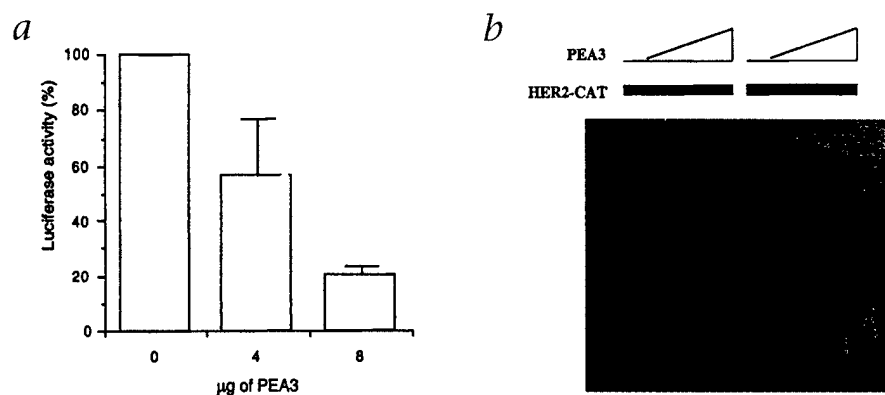 a
Luciferase activity (%)
100
80
60
40
20
0
0 4 8
µg of PEA3
b
PEA3
HER2-CAT